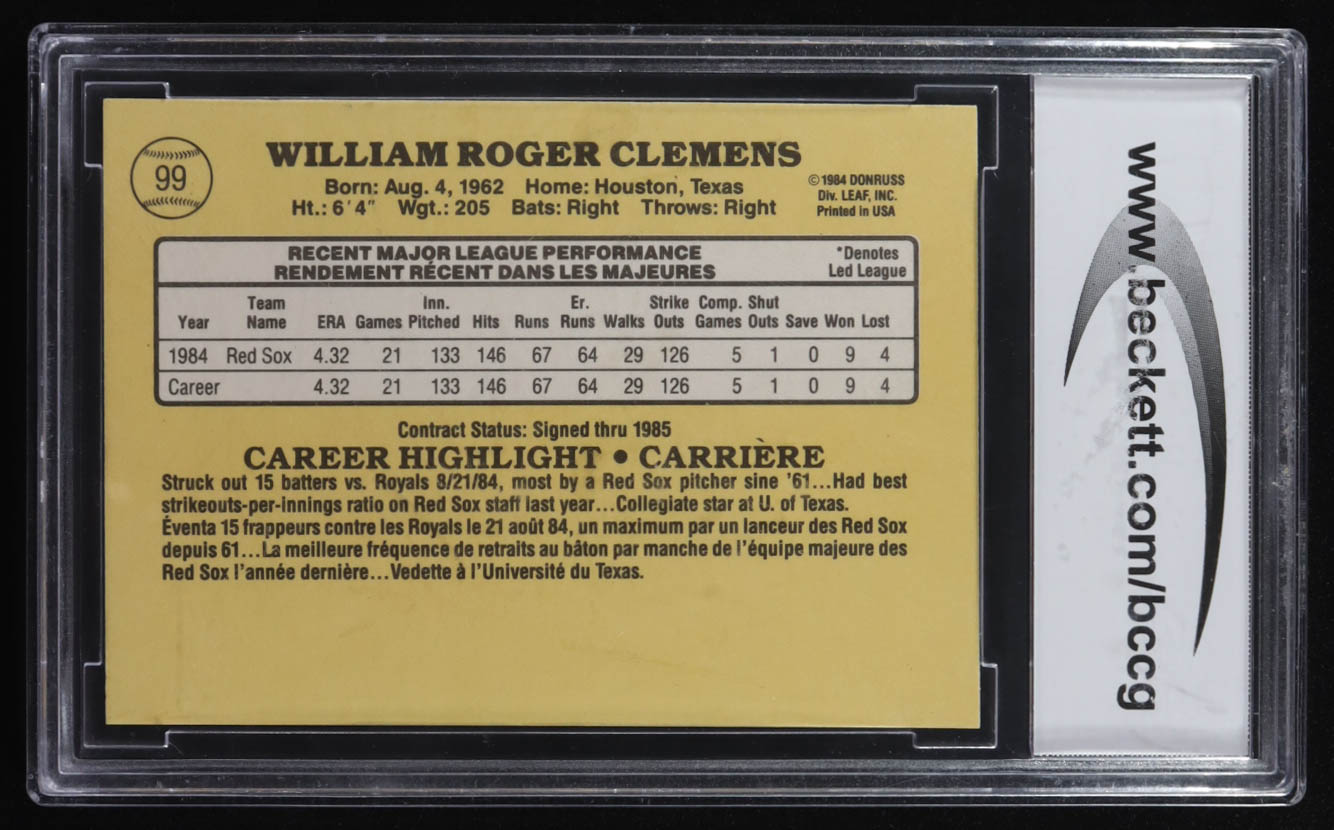 99
WILLIAM ROGER CLEMENS
Born: Aug. 4, 1962 Home: Houston, Texas
Ht.: 6'4" Wgt.: 205 Bats: Right Throws: Right
©1984 DONRUSS
Div. LEAF, INC.
Printed in USA
RECENT MAJOR LEAGUE PERFORMANCE
RENDEMENT RÉCENT DANS LES MAJEURES
*Denotes
Led League
Year Team Name ERA Games Inn. Pitched Hits Runs Er. Runs Walks Strike Outs Comp. Games Shut Outs Save Won Lost
1984 Red Sox 4.32 21 133 146 67 64 29 126 5 1 0 9 4
Career 4.32 21 133 146 67 64 29 126 5 1 0 9 4
Contract Status: Signed thru 1985
CAREER HIGHLIGHT • CARRIÈRE
Struck out 15 batters vs. Royals 8/21/84, most by a Red Sox pitcher sine '61...Had best
strikeouts-per-innings ratio on Red Sox staff last year...Collegiate star at U. of Texas.
Éventa 15 frappeurs contre les Royals le 21 août 84, un maximum par un lanceur des Red Sox
depuis 61...La meilleure fréquence de retraits au bâton par manche de l'équipe majeure des
Red Sox l'année dernière...Vedette à l'Université du Texas.
www.beckett.com/bccg